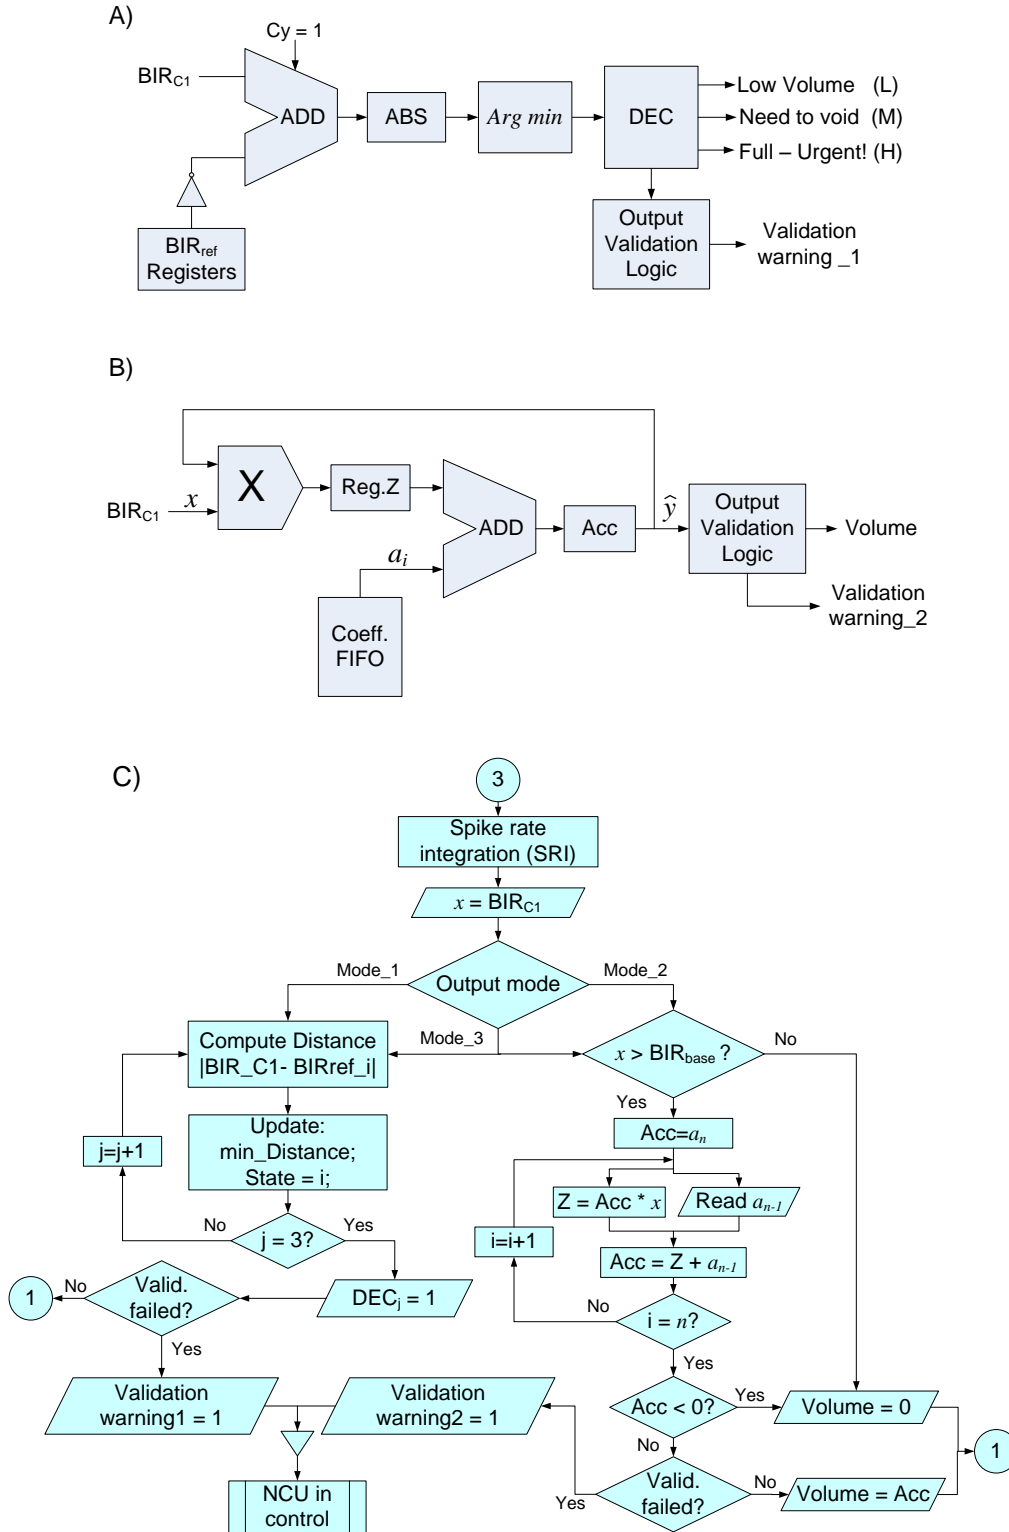 A)
Cy = 1
BIRC1
ADD
ABS
Arg min
DEC
Low Volume (L)
Need to void (M)
Full – Urgent! (H)
BIRref
Registers
Output
Validation
Logic
Validation
warning _1
B)
BIRC1
x
X
Reg.Z
ADD
Acc
ŷ
Output
Validation
Logic
Volume
ai
Coeff.
FIFO
Validation
warning_2
C)
3
Spike rate
integration (SRI)
x = BIRC1
Mode_1
Output mode
Mode_2
Mode_3
Compute Distance
|BIR_C1- BIRref_i|
x > BIRbase ?
No
Yes
Update:
min_Distance;
State = i;
j=j+1
Acc=an
Z = Acc * x
Read an-1
i=i+1
Acc = Z + an-1
No
j = 3?
Yes
No
i = n?
Yes
1
No
Valid.
failed?
DECj = 1
Yes
Acc < 0?
Yes
Volume = 0
No
Validation
warning1 = 1
Validation
warning2 = 1
1
Valid.
failed?
Yes
No
Volume = Acc
NCU in
control